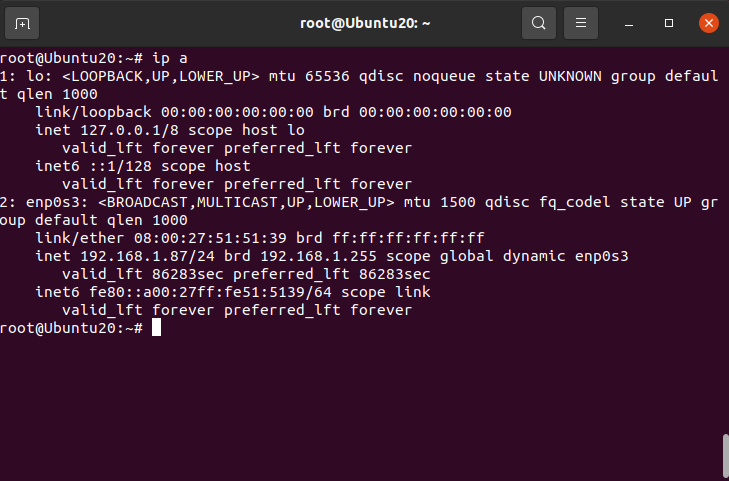 root@Ubuntu20: ~
root@Ubuntu20:~# ip a
1: lo: <LOOPBACK,UP,LOWER_UP> mtu 65536 qdisc noqueue state UNKNOWN group defaul
t qlen 1000
    link/loopback 00:00:00:00:00:00 brd 00:00:00:00:00:00
    inet 127.0.0.1/8 scope host lo
       valid_lft forever preferred_lft forever
    inet6 ::1/128 scope host
       valid_lft forever preferred_lft forever
2: enp0s3: <BROADCAST,MULTICAST,UP,LOWER_UP> mtu 1500 qdisc fq_codel state UP gr
oup default qlen 1000
    link/ether 08:00:27:51:51:39 brd ff:ff:ff:ff:ff:ff
    inet 192.168.1.87/24 brd 192.168.1.255 scope global dynamic enp0s3
       valid_lft 86283sec preferred_lft 86283sec
    inet6 fe80::a00:27ff:fe51:5139/64 scope link
       valid_lft forever preferred_lft forever
root@Ubuntu20:~#